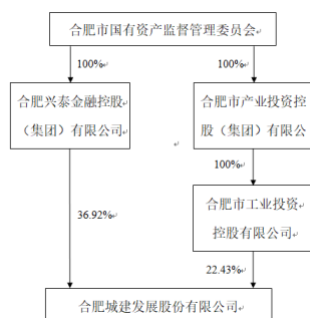 合肥市国有资产监督管理委员会
100%
100%
合肥兴泰金融控股
（集团）有限公司
合肥市产业投资控
股（集团）有限公
100%
合肥市工业投资
控股有限公司
36.92%
22.43%
合肥城建发展股份有限公司